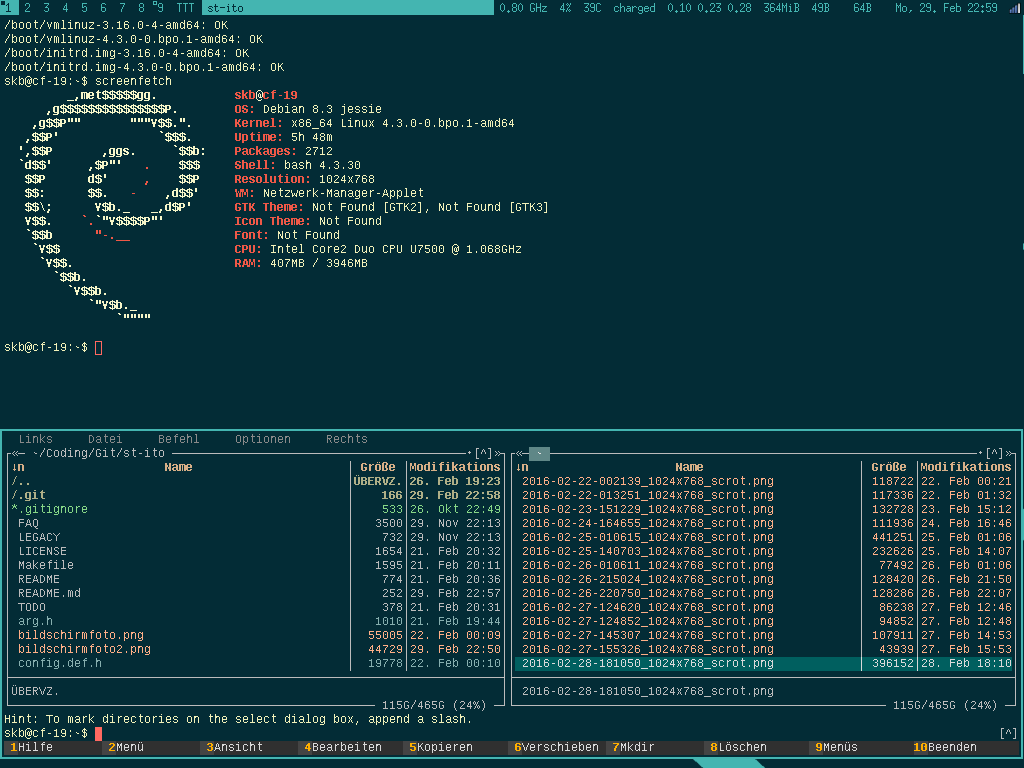 1 2 3 4 5 6 7 8 9 TTT st-ito 0.80 GHz 4% 39C charged 0.10 0.23 0.28 364MiB 49B 64B Mo, 29. Feb 22:59
/boot/vmlinuz-3.16.0-4-amd64: OK
/boot/vmlinuz-4.3.0-0.bpo.1-amd64: OK
/boot/initrd.img-3.16.0-4-amd64: OK
/boot/initrd.img-4.3.0-0.bpo.1-amd64: OK
skb@cf-19:~$ screenfetch
         _,met$$$$$gg.           skb@cf-19
      ,g$$$$$$$$$$$$$$$P.        OS: Debian 8.3 jessie
    ,g$$P""       """Y$$.".      Kernel: x86_64 Linux 4.3.0-0.bpo.1-amd64
   ,$$P'              `$$$.      Uptime: 5h 48m
  ',$$P       ,ggs.     `$$b:    Packages: 2712
  `d$$'     ,$P"'   .    $$$     Shell: bash 4.3.30
   $$P      d$'     ,    $$P     Resolution: 1024x768
   $$:      $$.   -    ,d$$'     WM: Netzwerk-Manager-Applet
   $$\;      Y$b._   _,d$P'      GTK Theme: Not Found [GTK2], Not Found [GTK3]
   Y$$.    `.`"Y$$$$P"'          Icon Theme: Not Found
   `$$b      "-.__               Font: Not Found
    `Y$$                         CPU: Intel Core2 Duo CPU U7500 @ 1.068GHz
     `Y$$.                       RAM: 407MB / 3946MB
       `$$b.
         `Y$$b.
            `"Y$b._
                `""""
skb@cf-19:~$
Links Datei Befehl Optionen Rechts
~/Coding/Git/st-ito [^]
↓n Name Größe Modifikations
/.. ÜBERVZ. 26. Feb 19:23
/.git 166 29. Feb 22:58
*.gitignore 533 26. Okt 22:49
FAQ 3500 29. Nov 22:13
LEGACY 732 29. Nov 22:13
LICENSE 1654 21. Feb 20:32
Makefile 1595 21. Feb 20:11
README 774 21. Feb 20:36
README.md 252 29. Feb 22:57
TODO 378 21. Feb 20:31
arg.h 1010 21. Feb 19:44
bildschirmfoto.png 55005 22. Feb 00:09
bildschirmfoto2.png 44729 29. Feb 22:50
config.def.h 19778 22. Feb 00:10
ÜBERVZ.
115G/465G (24%)
~ [^]
↓n Name Größe Modifikations
2016-02-22-002139_1024x768_scrot.png 118722 22. Feb 00:21
2016-02-22-013251_1024x768_scrot.png 117336 22. Feb 01:32
2016-02-23-151229_1024x768_scrot.png 132728 23. Feb 15:12
2016-02-24-164655_1024x768_scrot.png 111936 24. Feb 16:46
2016-02-25-010615_1024x768_scrot.png 441251 25. Feb 01:06
2016-02-25-140703_1024x768_scrot.png 232626 25. Feb 14:07
2016-02-26-010611_1024x768_scrot.png 77492 26. Feb 01:06
2016-02-26-215024_1024x768_scrot.png 128420 26. Feb 21:50
2016-02-26-220750_1024x768_scrot.png 128286 26. Feb 22:07
2016-02-27-124620_1024x768_scrot.png 86238 27. Feb 12:46
2016-02-27-124852_1024x768_scrot.png 94852 27. Feb 12:48
2016-02-27-145307_1024x768_scrot.png 107911 27. Feb 14:53
2016-02-27-155326_1024x768_scrot.png 43939 27. Feb 15:53
2016-02-28-181050_1024x768_scrot.png 396152 28. Feb 18:10
2016-02-28-181050_1024x768_scrot.png
115G/465G (24%)
Hint: To mark directories on the select dialog box, append a slash.
skb@cf-19:~$ [^]
1Hilfe 2Menü 3Ansicht 4Bearbeiten 5Kopieren 6Verschieben 7Mkdir 8Löschen 9Menüs 10Beenden